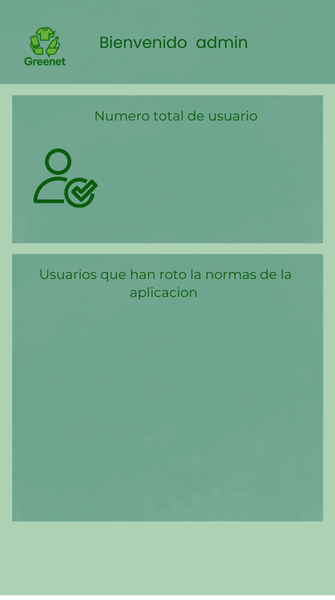 Bienvenido admin
Greenet
Numero total de usuario
Usuarios que han roto la normas de la
aplicacion